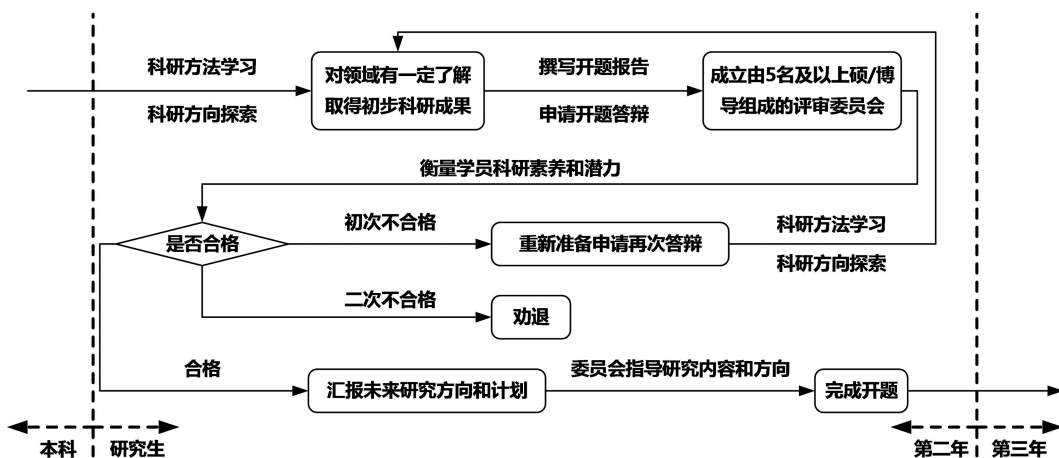 科研方法学习
科研方向探索
对领域有一定了解
取得初步科研成果
撰写开题报告
申请开题答辩
成立由5名及以上硕/博
导组成的评审委员会
衡量学员科研素养和潜力
是否合格
初次不合格
重新准备申请再次答辩
科研方法学习
科研方向探索
二次不合格
劝退
合格
汇报未来研究方向和计划
委员会指导研究内容和方向
完成开题
本科
研究生
第二年
第三年